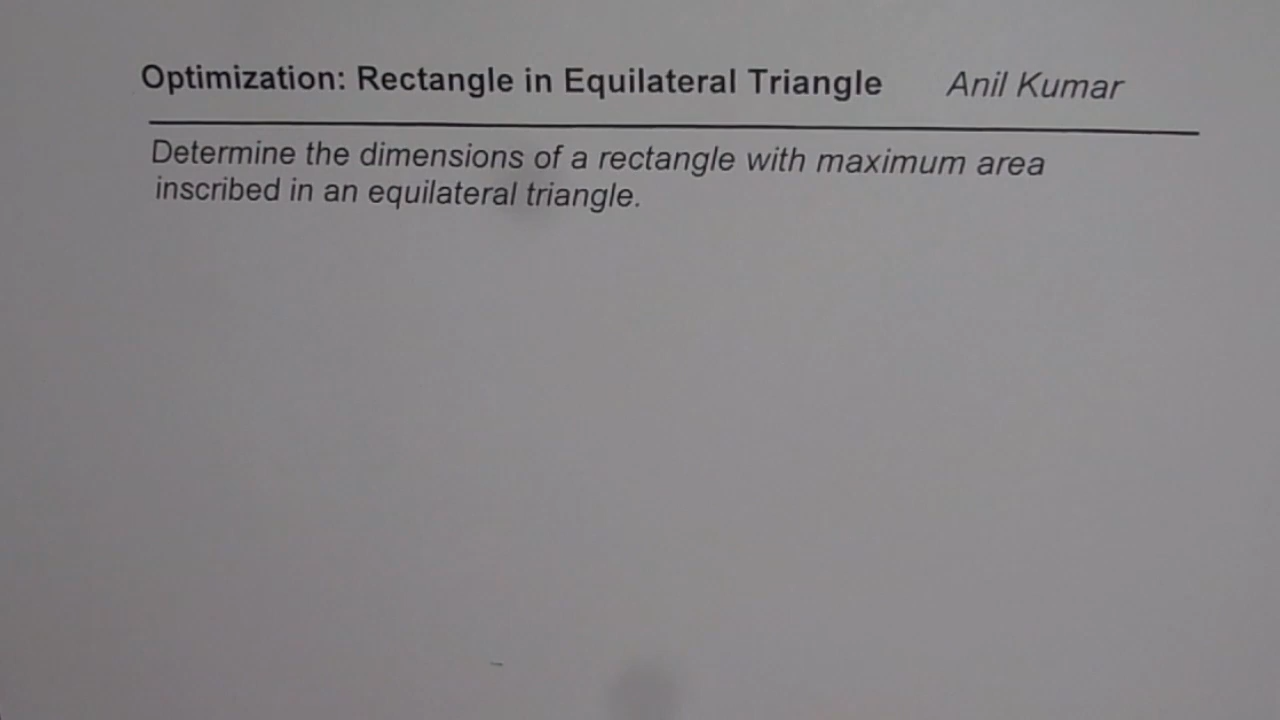 Optimization: Rectangle in Equilateral Triangle Anil Kumar
Determine the dimensions of a rectangle with maximum area
inscribed in an equilateral triangle.